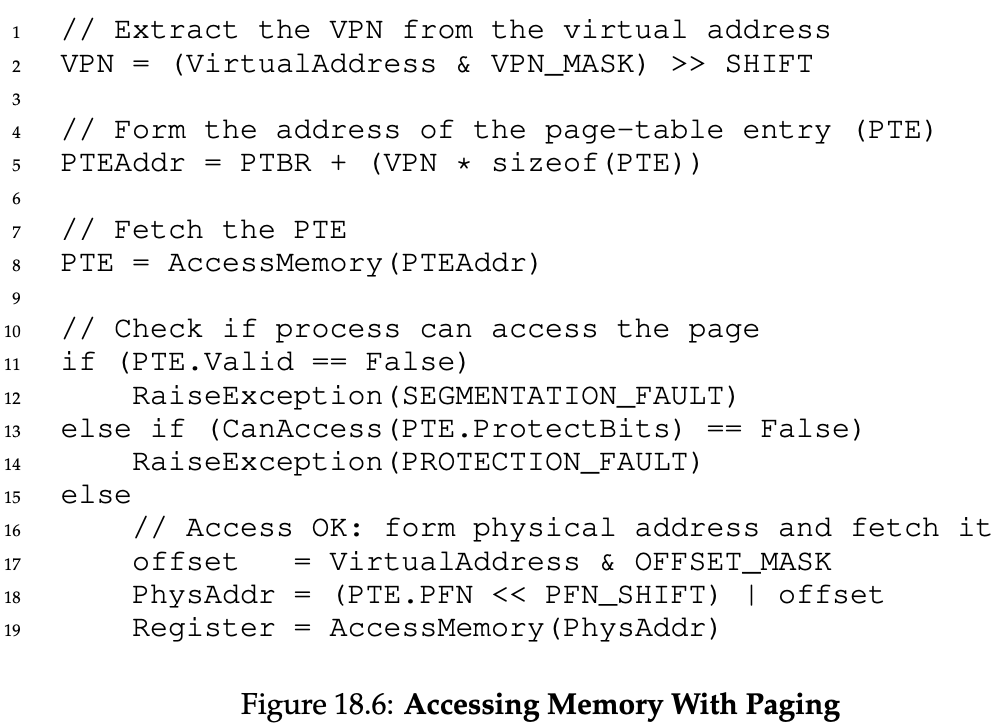 1 // Extract the VPN from the virtual address
2 VPN = (VirtualAddress & VPN_MASK) >> SHIFT
3
4 // Form the address of the page-table entry (PTE)
5 PTEAddr = PTBR + (VPN * sizeof(PTE))
6
7 // Fetch the PTE
8 PTE = AccessMemory(PTEAddr)
9
10 // Check if process can access the page
11 if (PTE.Valid == False)
12     RaiseException(SEGMENTATION_FAULT)
13 else if (CanAccess(PTE.ProtectBits) == False)
14     RaiseException(PROTECTION_FAULT)
15 else
16     // Access OK: form physical address and fetch it
17     offset   = VirtualAddress & OFFSET_MASK
18     PhysAddr = (PTE.PFN << PFN_SHIFT) | offset
19     Register = AccessMemory(PhysAddr)
Figure 18.6: Accessing Memory With Paging